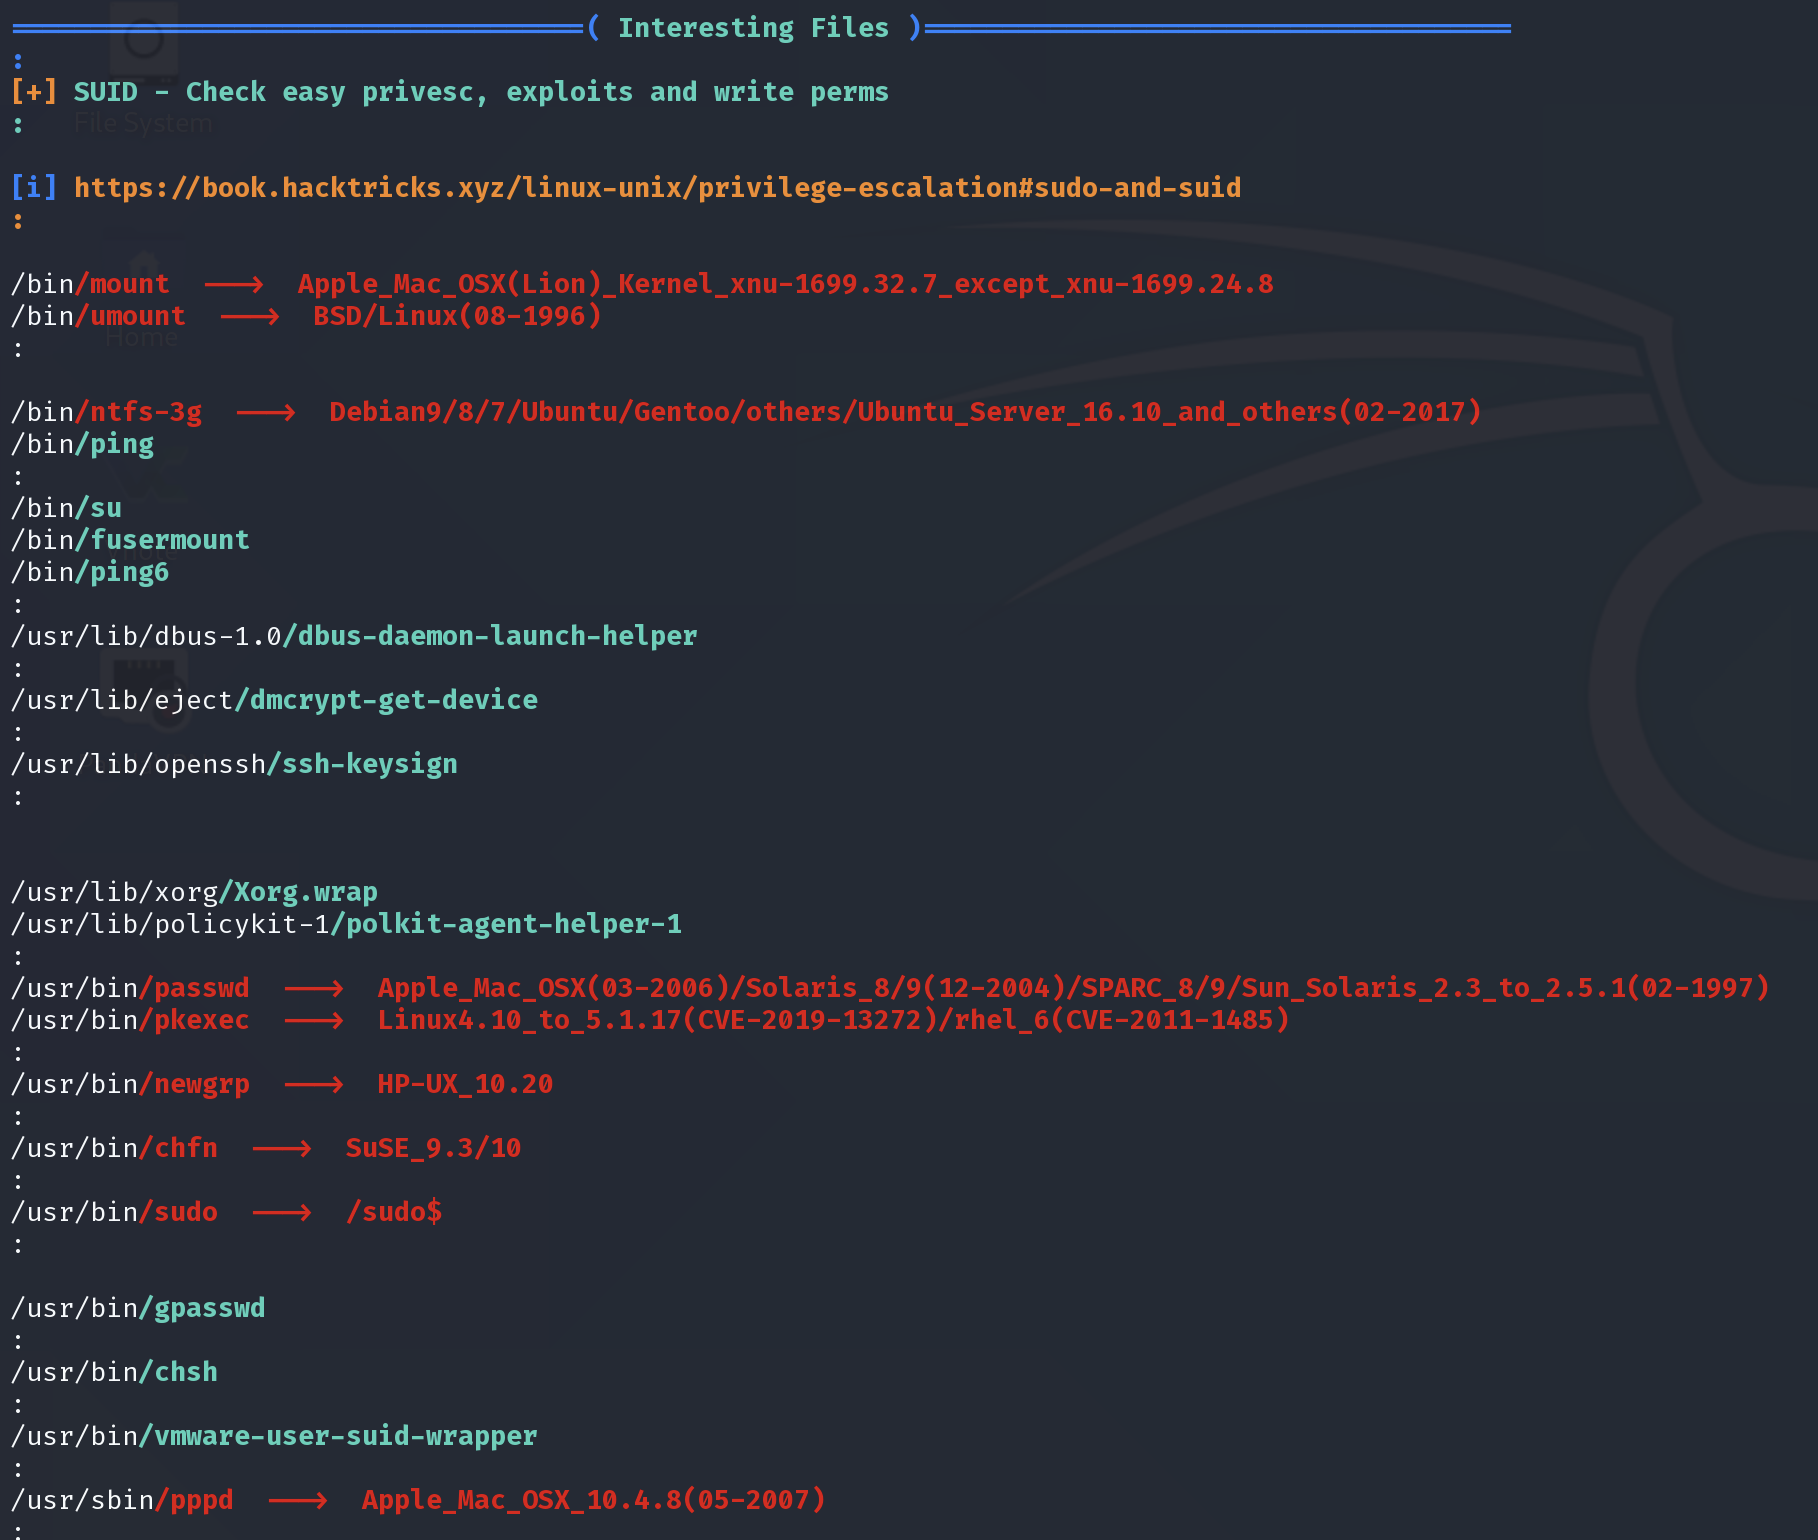 ════════════════════════════════════( Interesting Files )═════════════════════════════════════
:
[+] SUID - Check easy privesc, exploits and write perms
:
File System
[i] https://book.hacktricks.xyz/linux-unix/privilege-escalation#sudo-and-suid
:
/bin/mount  --->  Apple_Mac_OSX(Lion)_Kernel_xnu-1699.32.7_except_xnu-1699.24.8
/bin/umount  --->  BSD/Linux(08-1996)
Home
:
/bin/ntfs-3g  --->  Debian9/8/7/Ubuntu/Gentoo/others/Ubuntu_Server_16.10_and_others(02-2017)
/bin/ping
:
/bin/su
/bin/fusermount
/bin/ping6
:
/usr/lib/dbus-1.0/dbus-daemon-launch-helper
:
/usr/lib/eject/dmcrypt-get-device
:
/usr/lib/openssh/ssh-keysign
:
/usr/lib/xorg/Xorg.wrap
/usr/lib/policykit-1/polkit-agent-helper-1
:
/usr/bin/passwd  --->  Apple_Mac_OSX(03-2006)/Solaris_8/9(12-2004)/SPARC_8/9/Sun_Solaris_2.3_to_2.5.1(02-1997)
/usr/bin/pkexec  --->  Linux4.10_to_5.1.17(CVE-2019-13272)/rhel_6(CVE-2011-1485)
:
/usr/bin/newgrp  --->  HP-UX_10.20
:
/usr/bin/chfn  --->  SuSE_9.3/10
:
/usr/bin/sudo  --->  /sudo$
:
/usr/bin/gpasswd
:
/usr/bin/chsh
:
/usr/bin/vmware-user-suid-wrapper
:
/usr/sbin/pppd  --->  Apple_Mac_OSX_10.4.8(05-2007)
: